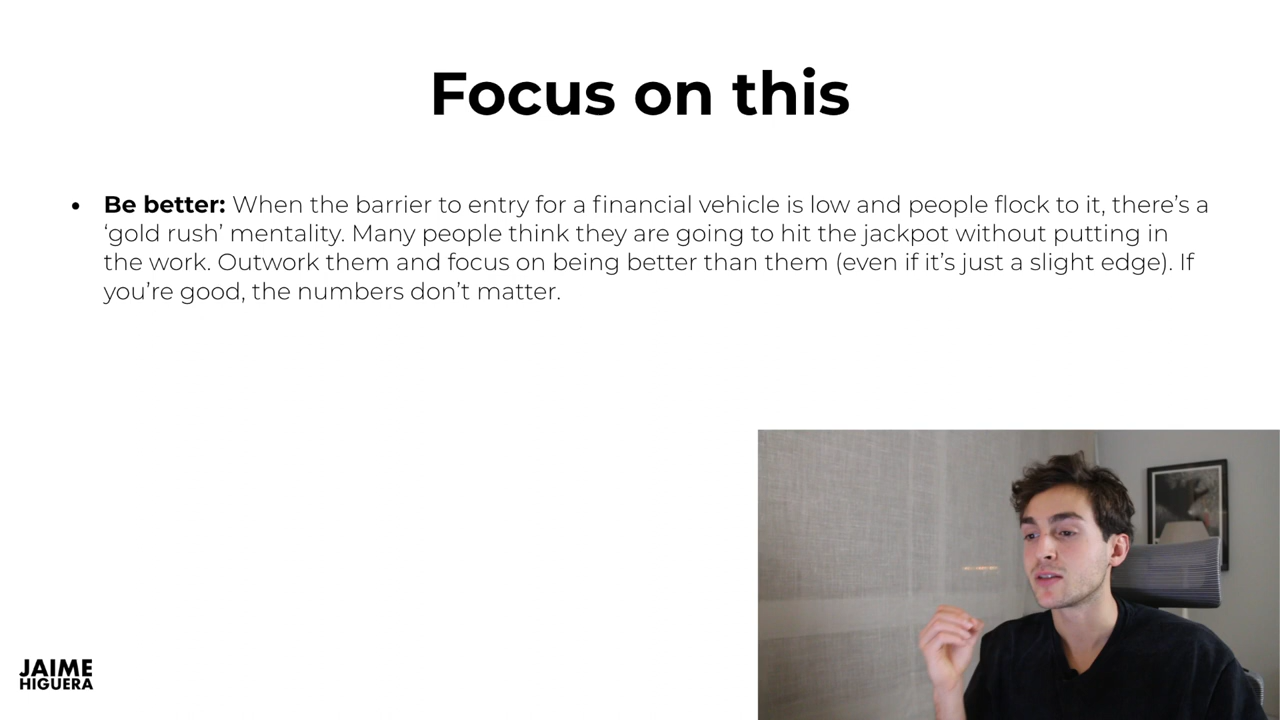 Focus on this
• Be better: When the barrier to entry for a financial vehicle is low and people flock to it, there’s a
‘gold rush’ mentality. Many people think they are going to hit the jackpot without putting in
the work. Outwork them and focus on being better than them (even if it’s just a slight edge). If
you’re good, the numbers don’t matter.
JAIME
HIGUERA